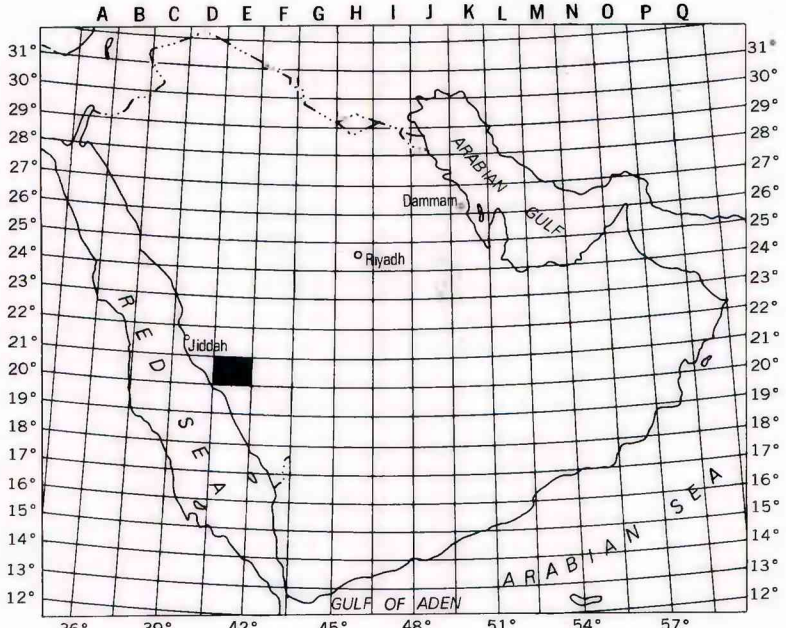 A B C D E F G H I J K L M N O P Q
31° 31°
30° 30°
29° 29°
28° 28°
27° 27°
26° 26°
25° 25°
24° 24°
23° 23°
22° 22°
21° 21°
20° 20°
19° 19°
18° 18°
17° 17°
16° 16°
15° 15°
14° 14°
13° 13°
12° 12°
ARABIAN
GULF
Dammam
Riyadh
Jiddah
RED
SEA
ARABIAN SEA
GULF OF ADEN
36° 39° 42° 45° 48° 51° 54° 57°